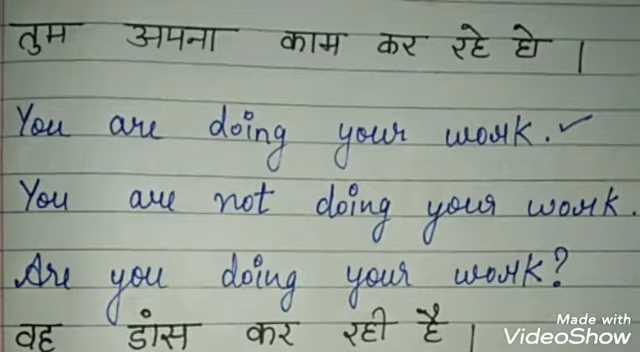 तुम अपना काम कर रहे हो ।
You are doing your work. ✓
You are not doing your work.
Are you doing your work?
वह डांस कर रही है ।
Made with
VideoShow